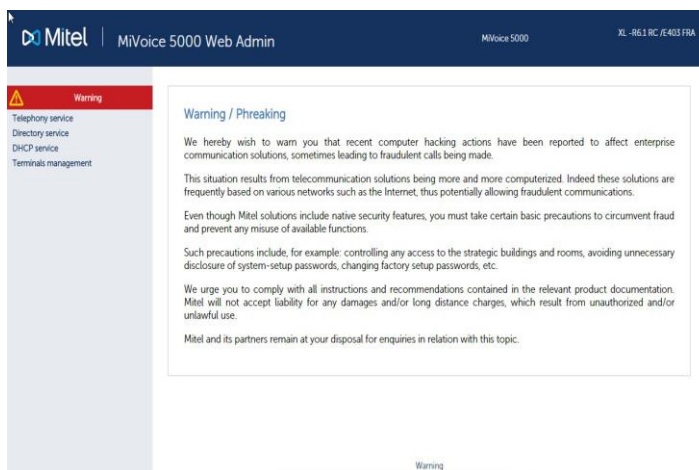 Mitel | MiVoice 5000 Web Admin
MiVoice 5000
XL -R6.1 RC /E403 FRA
Warning
Telephony service
Directory service
DHCP service
Terminals management
Warning / Phreaking
We hereby wish to warn you that recent computer hacking actions have been reported to affect enterprise
communication solutions, sometimes leading to fraudulent calls being made.
This situation results from telecommunication solutions being more and more computerized. Indeed these solutions are
frequently based on various networks such as the Internet, thus potentially allowing fraudulent communications.
Even though Mitel solutions include native security features, you must take certain basic precautions to circumvent fraud
and prevent any misuse of available functions.
Such precautions include, for example: controlling any access to the strategic buildings and rooms, avoiding unnecessary
disclosure of system-setup passwords, changing factory setup passwords, etc.
We urge you to comply with all instructions and recommendations contained in the relevant product documentation.
Mitel will not accept liability for any damages and/or long distance charges, which result from unauthorized and/or
unlawful use.
Mitel and its partners remain at your disposal for enquiries in relation with this topic.
Warning